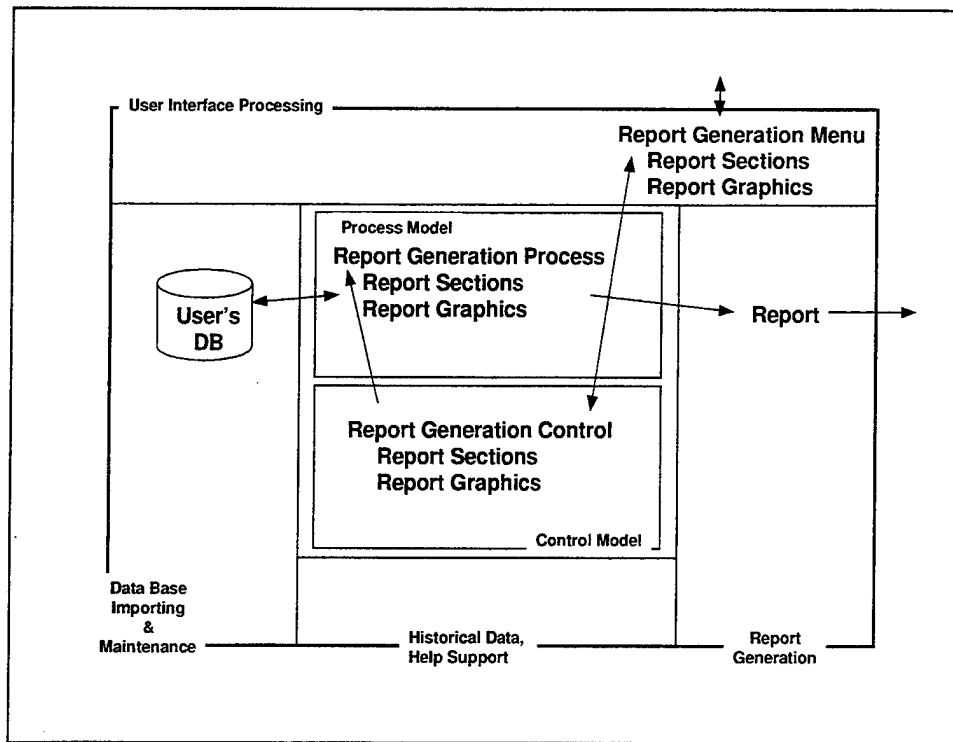 User Interface Processing
Report Generation Menu
Report Sections
Report Graphics
Process Model
Report Generation Process
Report Sections
Report Graphics
User's
DB
Report
Report Generation Control
Report Sections
Report Graphics
Control Model
Data Base
Importing
&
Maintenance
Historical Data,
Help Support
Report
Generation